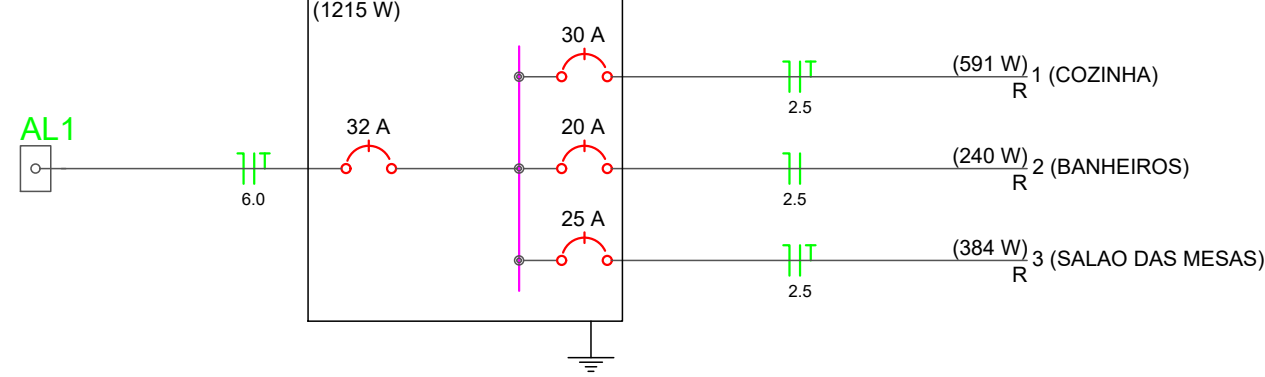 (1215 W)
30 A
(591 W) 1 (COZINHA)
R
T
2.5
AL1
32 A
20 A
(240 W) 2 (BANHEIROS)
R
T
6.0
2.5
25 A
(384 W) 3 (SALAO DAS MESAS)
R
T
2.5